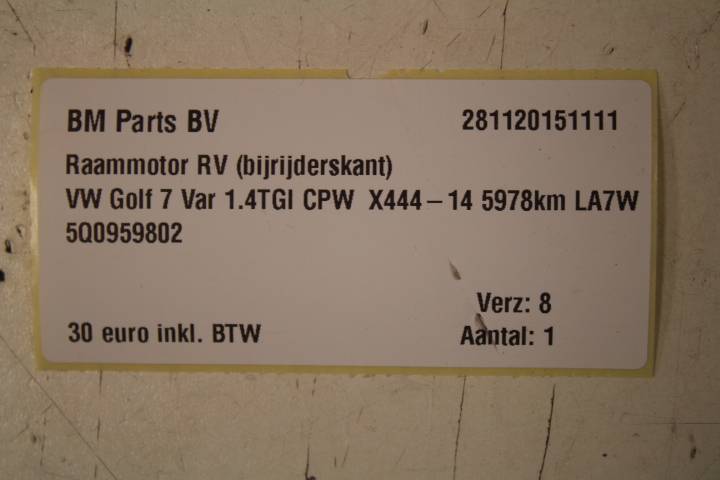 BM Parts BV 281120151111
Raammotor RV (bijrijderskant)
VW Golf 7 Var 1.4TGI CPW X444-14 5978km LA7W
5Q0959802
Verz: 8
30 euro inkl. BTW Aantal: 1